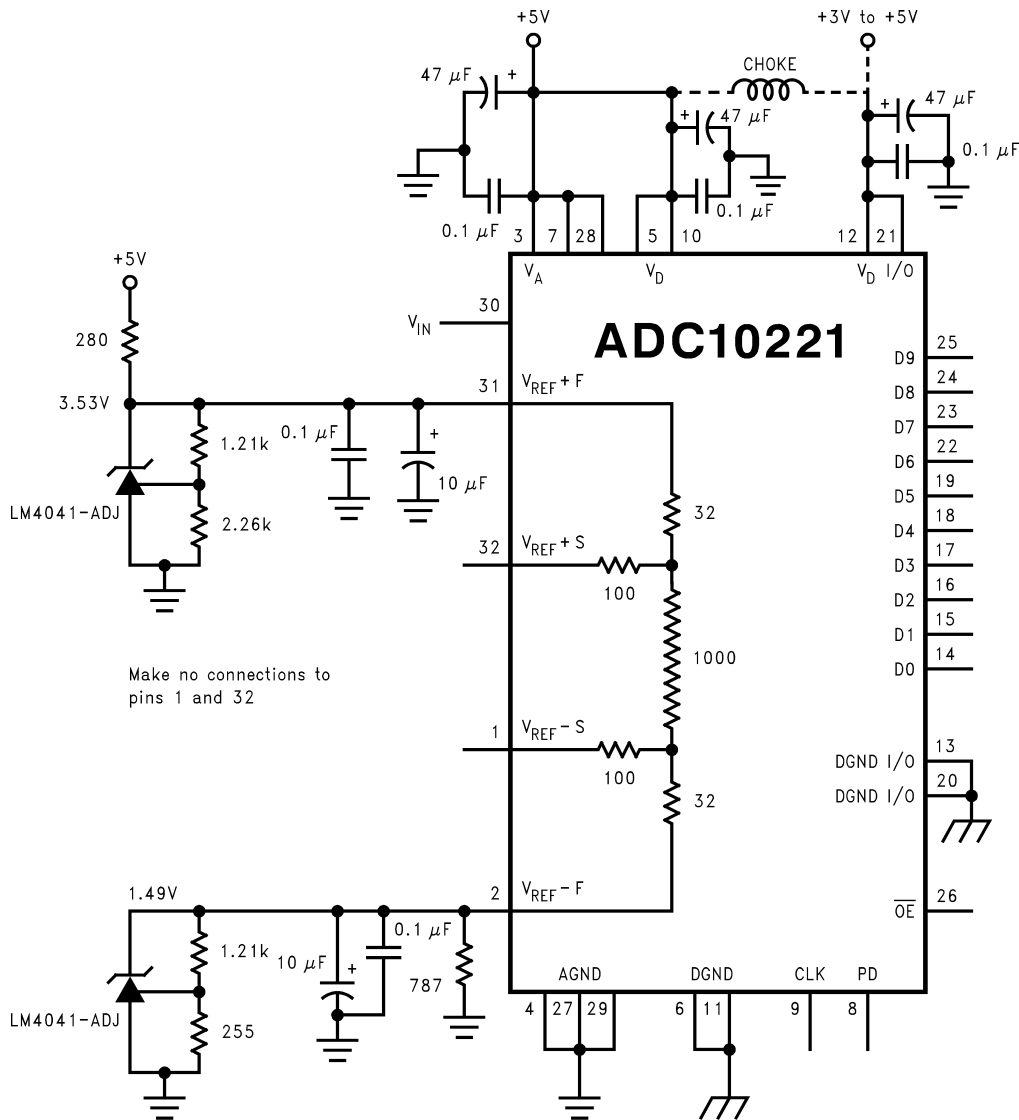 +5V
+3V to +5V
CHOKE
47 μF +
+ 47 μF
+ 47 μF
0.1 μF
0.1 μF
0.1 μF
3 7 28 5 10 12 21
+5V
V_A V_D V_D I/O
30
V_IN
ADC10221
280
25
D9
24
D8
31 V_REF+F
3.53V
23
D7
0.1 μF
+
10 μF
1.21k
22
D6
19
D5
LM4041-ADJ
2.26k
32
18
D4
32 V_REF+S
17
D3
100
16
D2
15
D1
1000
14
D0
Make no connections to
pins 1 and 32
1 V_REF−S
100
13
DGND I/O
20
DGND I/O
32
1.49V
2 V_REF−F
26
OE
0.1 μF
1.21k
10 μF +
787
AGND DGND CLK PD
4 27 29 6 11 9 8
LM4041-ADJ
255